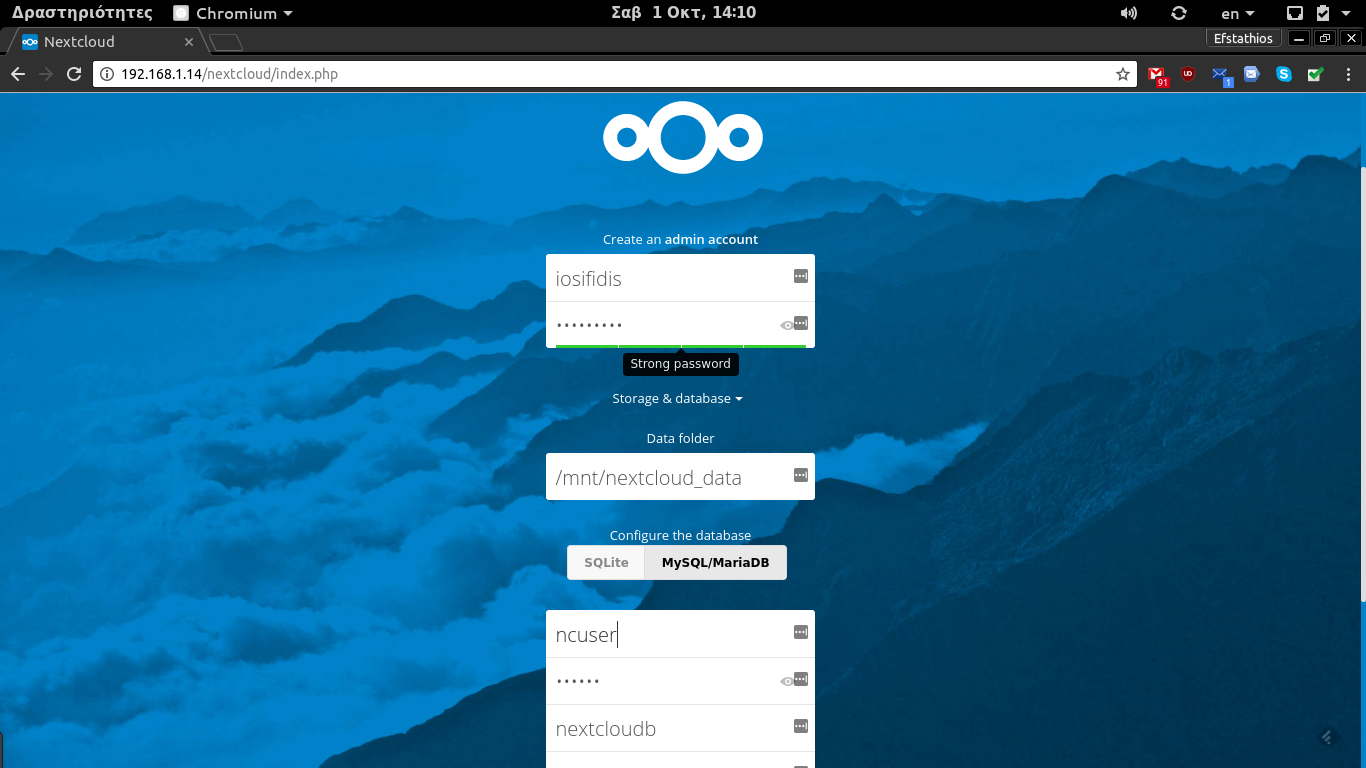 Δραστηριότητες Chromium Σαβ 1 Οκτ, 14:10 en
Nextcloud Efstathios
192.168.1.14/nextcloud/index.php 91 1
Create an admin account
iosifidis
•••••••••
Strong password
Storage & database
Data folder
/mnt/nextcloud_data
Configure the database
SQLite MySQL/MariaDB
ncuser
••••••
nextcloudb